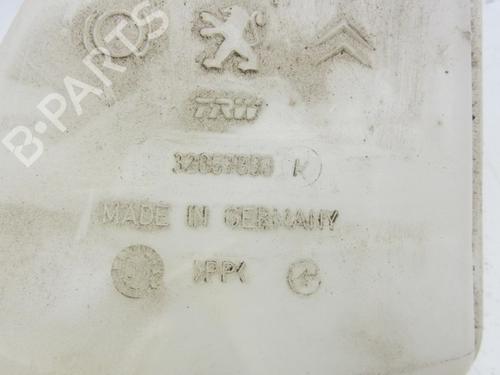 B-PARTS
TRW
MADE IN GERMANY
>PP<